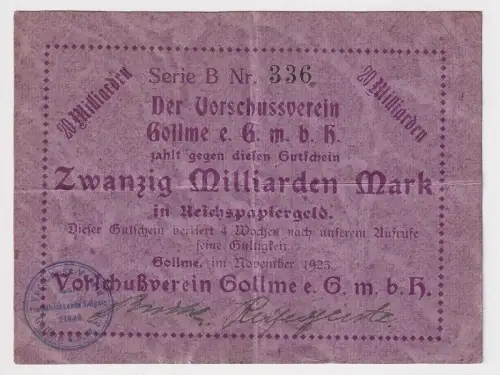 20 Milliarden
Serie B Nr. 336
20 Milliarden
Der Vorschussverein
Gollme e. G. m. b. H.
zahlt gegen diesen Gutschein
Zwanzig Milliarden Mark
in Reichspapiergeld.
Dieser Gutschein verliert 4 Wochen nach unserem Aufrufe
seine Gültigkeit.
Gollme, im November 1923.
Vorschußverein Gollme e. G. m. b. H.